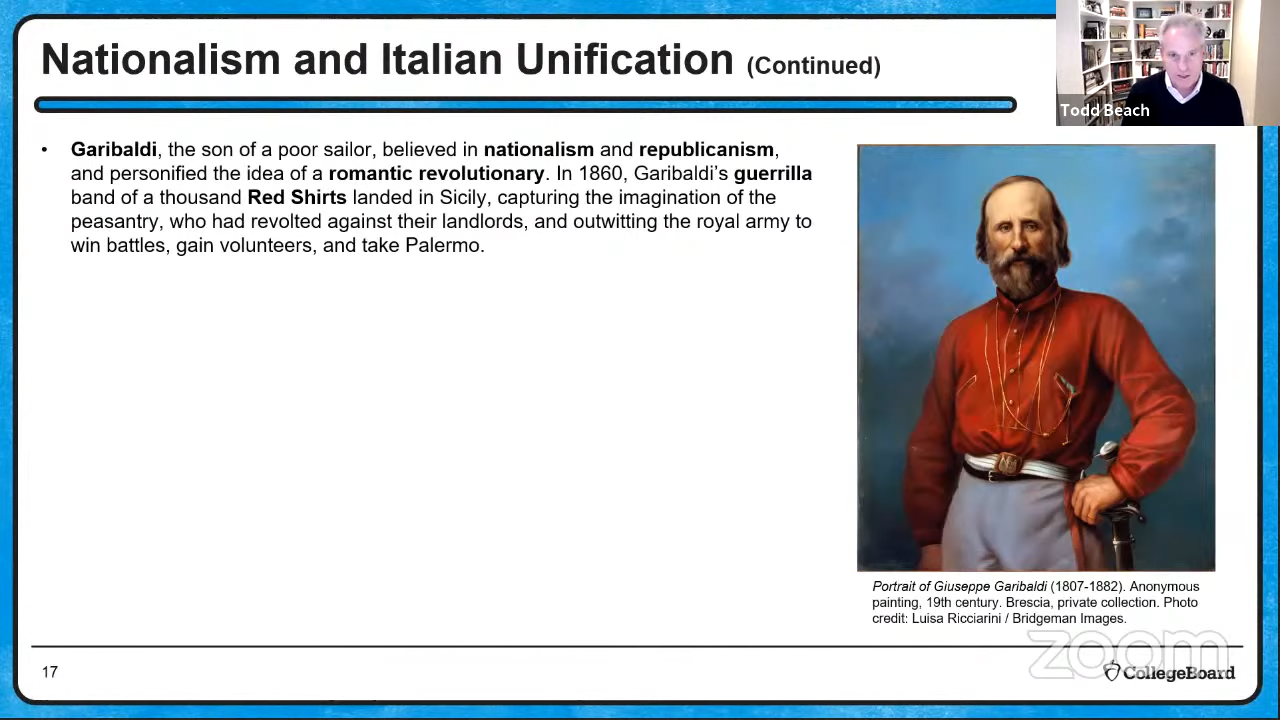 Nationalism and Italian Unification (Continued)
Todd Beach
• Garibaldi, the son of a poor sailor, believed in nationalism and republicanism,
and personified the idea of a romantic revolutionary. In 1860, Garibaldi’s guerrilla
band of a thousand Red Shirts landed in Sicily, capturing the imagination of the
peasantry, who had revolted against their landlords, and outwitting the royal army to
win battles, gain volunteers, and take Palermo.
Portrait of Giuseppe Garibaldi (1807-1882). Anonymous
painting, 19th century. Brescia, private collection. Photo
credit: Luisa Ricciarini / Bridgeman Images.
zoom
17
CollegeBoard